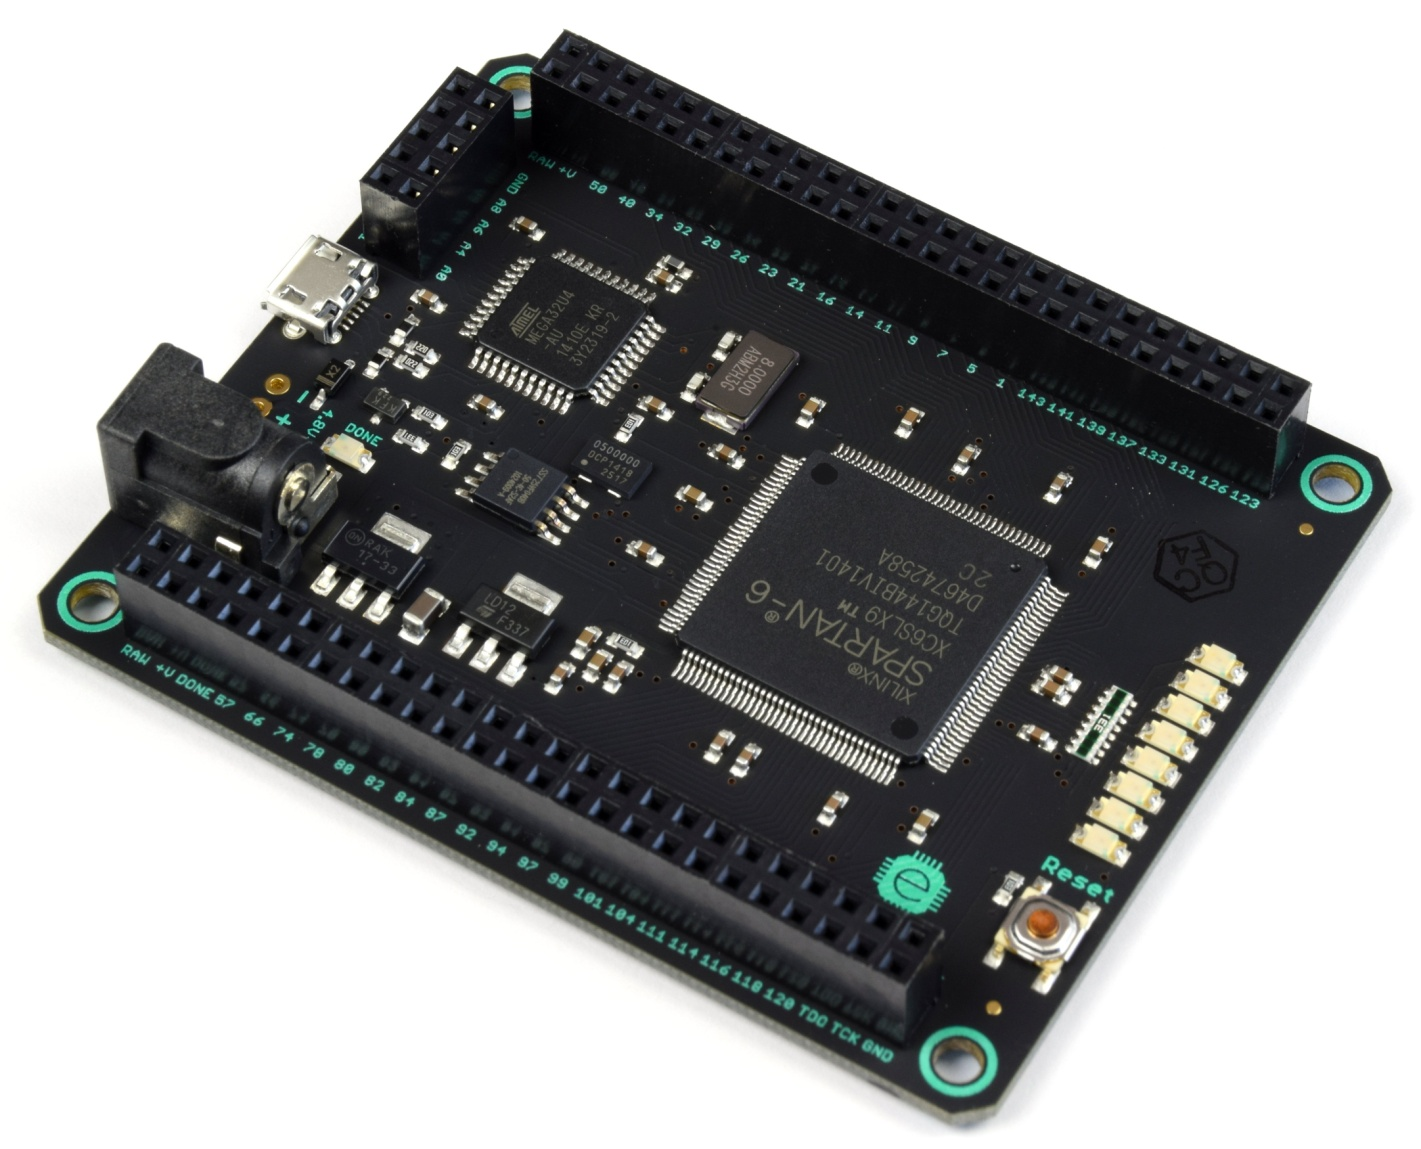 RAW +V 50 40 34 32 29 26 23 21 16 14 11 9 7 5 1 143 141 139 137 133 131 126 123
GND A8 A6 A4 A0
ATMEL
MEGA32U4
-AU
1410E KR
3Y2319-2
8.0000
ABM2H3G
4.8V
+
DONE
0500000
OCP1418
RAK
17-33
LD12
F337
XILINX®
SPARTAN®-6
XC6SLX9™
TQG144BIV1401
D4674258A
2C
e
Reset
RAW +V DONE 57 66 74 78 80 82 84 87 92 94 97 99 101 104 111 114 116 118 120 TDO TCK GND